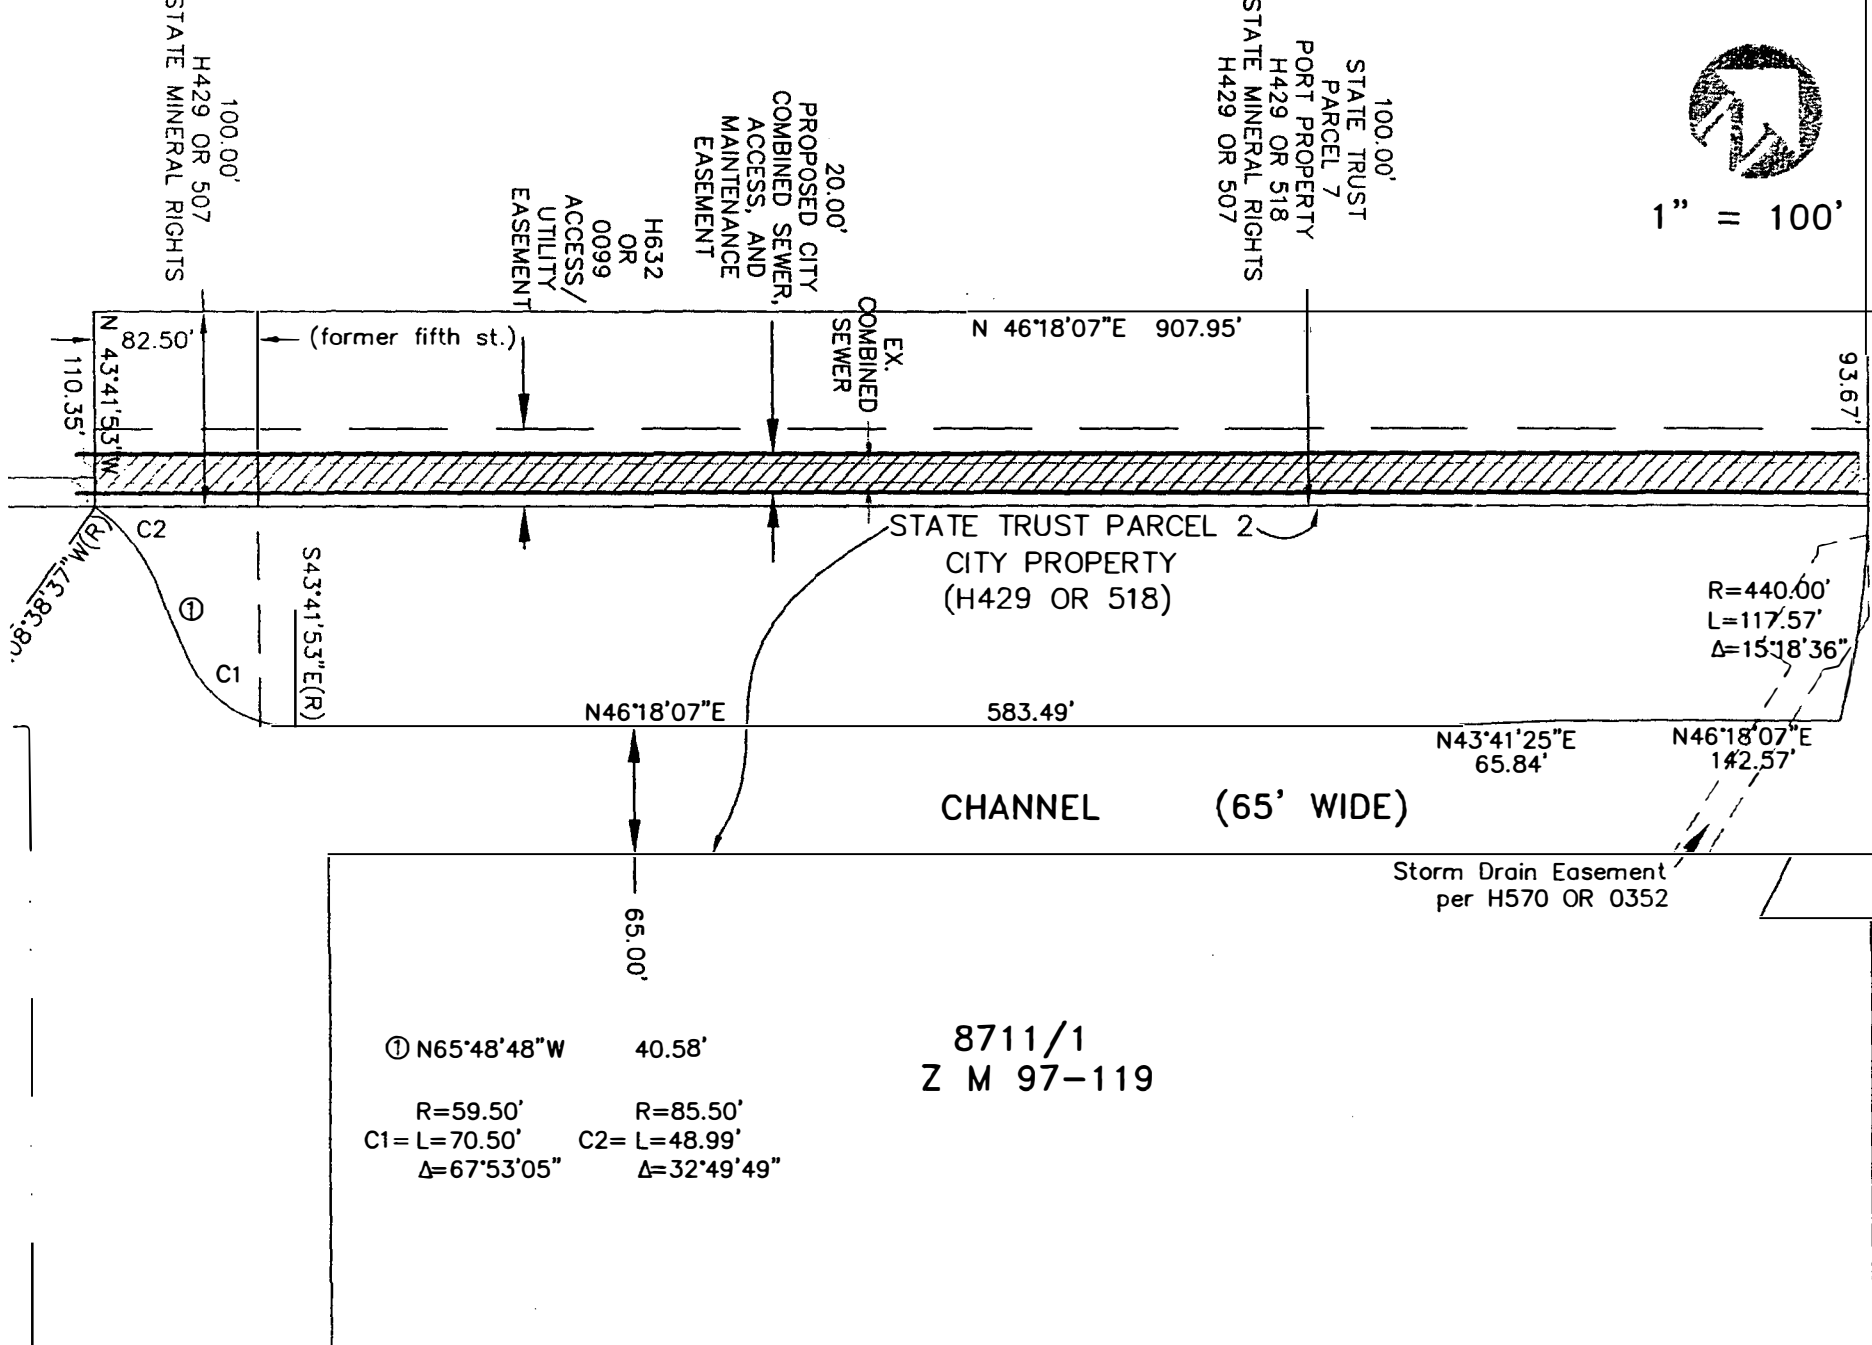 100.00'
H429 OR 507
STATE MINERAL RIGHTS
H632
OR
0099
ACCESS/
UTILITY
EASEMENT
20.00'
PROPOSED CITY
COMBINED SEWER,
ACCESS, AND
MAINTENANCE
EASEMENT
EX.
COMBINED
SEWER
100.00'
STATE TRUST
PARCEL 7
PORT PROPERTY
H429 OR 518
STATE MINERAL RIGHTS
H429 OR 507
1" = 100'
82.50'
(former fifth st.)
N 46°18'07"E 907.95'
N 43°41'53"W
110.35'
93.67'
C2
08°38'37"W(R)
①
C1
S43°41'53"E(R)
STATE TRUST PARCEL 2
CITY PROPERTY
(H429 OR 518)
R=440.00'
L=117.57'
Δ=15°18'36"
N46°18'07"E 583.49'
N43°41'25"E
65.84'
N46°18'07"E
142.57'
CHANNEL (65' WIDE)
Storm Drain Easement
per H570 OR 0352
65.00'
① N65°48'48"W 40.58'
8711/1
Z M 97-119
R=59.50'
C1= L=70.50'
Δ=67°53'05"
R=85.50'
C2= L=48.99'
Δ=32°49'49"